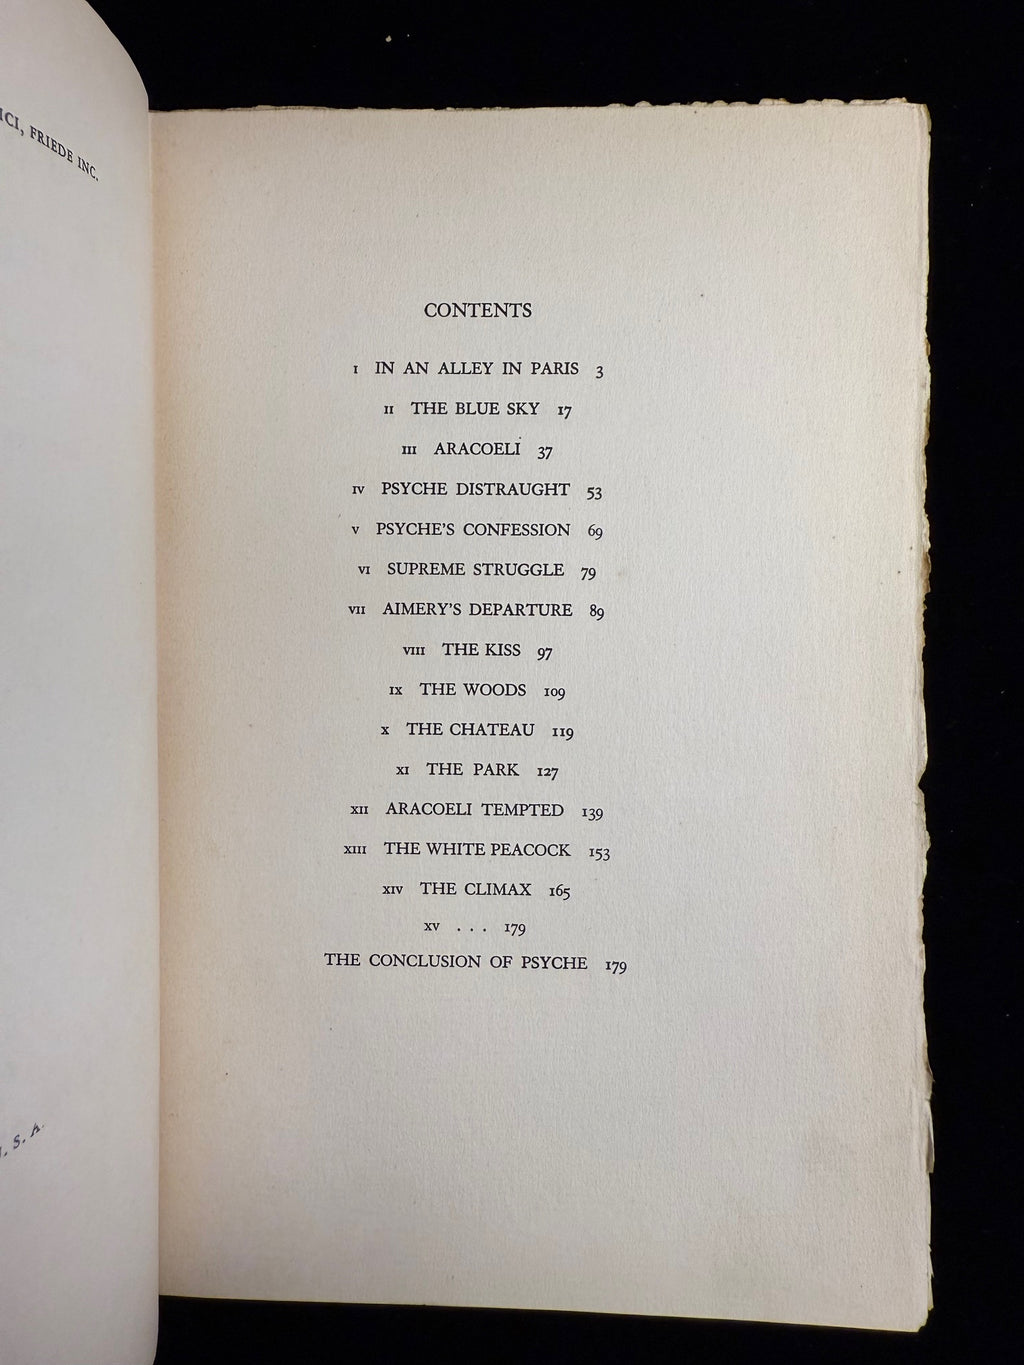 ICI, FRIEDE INC.
. S. A.
CONTENTS
I IN AN ALLEY IN PARIS 3
II THE BLUE SKY 17
III ARACOELI 37
IV PSYCHE DISTRAUGHT 53
V PSYCHE'S CONFESSION 69
VI SUPREME STRUGGLE 79
VII AIMERY'S DEPARTURE 89
VIII THE KISS 97
IX THE WOODS 109
X THE CHATEAU 119
XI THE PARK 127
XII ARACOELI TEMPTED 139
XIII THE WHITE PEACOCK 153
XIV THE CLIMAX 165
XV . . . 179
THE CONCLUSION OF PSYCHE 179